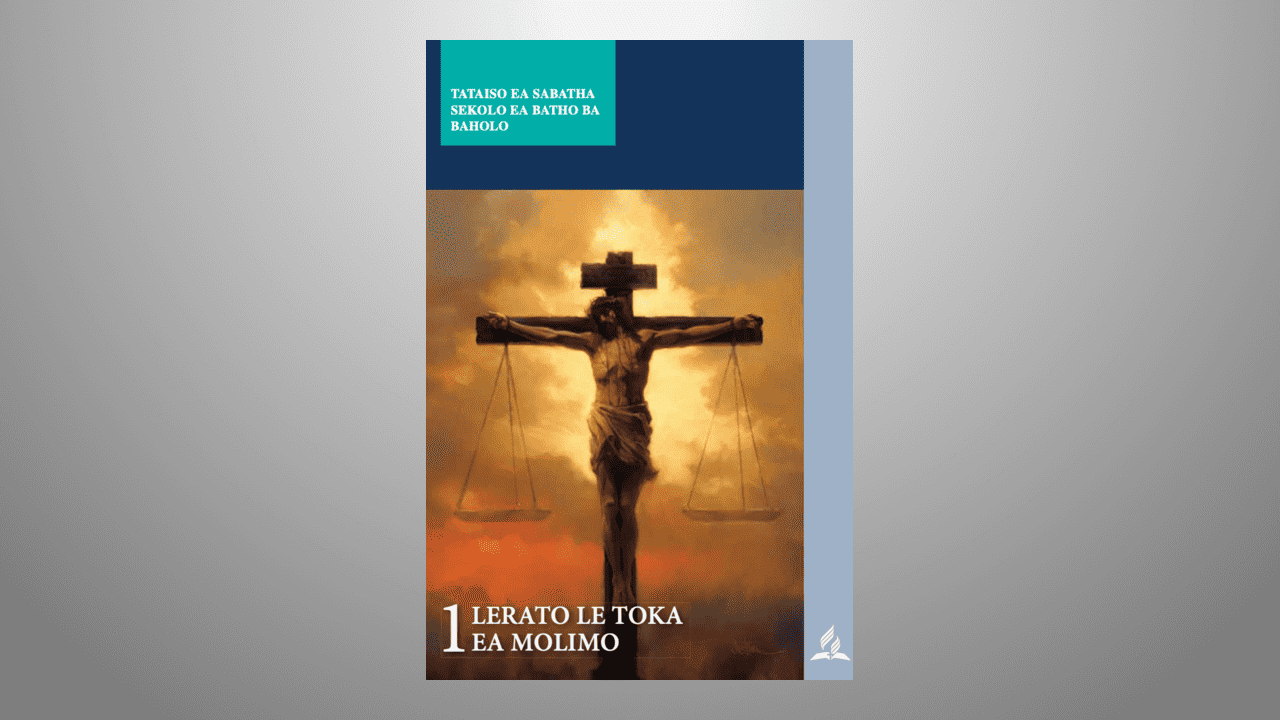 TATAISO EA SABATHA
SEKOLO EA BATHO BA
BAHOLO
1 LERATO LE TOKA
EA MOLIMO